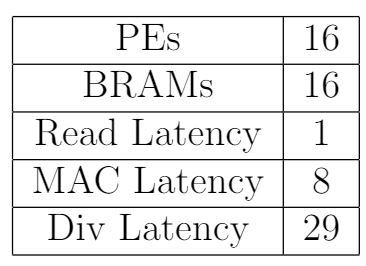 PEs 16
BRAMs 16
Read Latency 1
MAC Latency 8
Div Latency 29